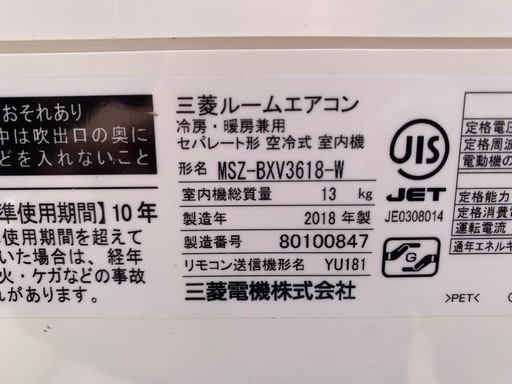 おそれあり
中は吹出口の奥に
どを入れないで
準使用期間】10年
準使用期間を超えて
いた場合は、経年
火・ケガなどの事故
れがあります。
三菱ルームエアコン
冷房・暖房兼用
セパレート形 空冷式 室内機
形名 MSZ-BXV3618-W
室内機総質量 13 kg
製造年 2018 年製
製造番号 80100847
リモコン送信機形名 YU181
三菱電機株式会社
JIS
JET
JE0308014
G
定格電圧
定格周波
電動機の
定格能力
定格消費電
運転電流
通年エネルギ
>PET<